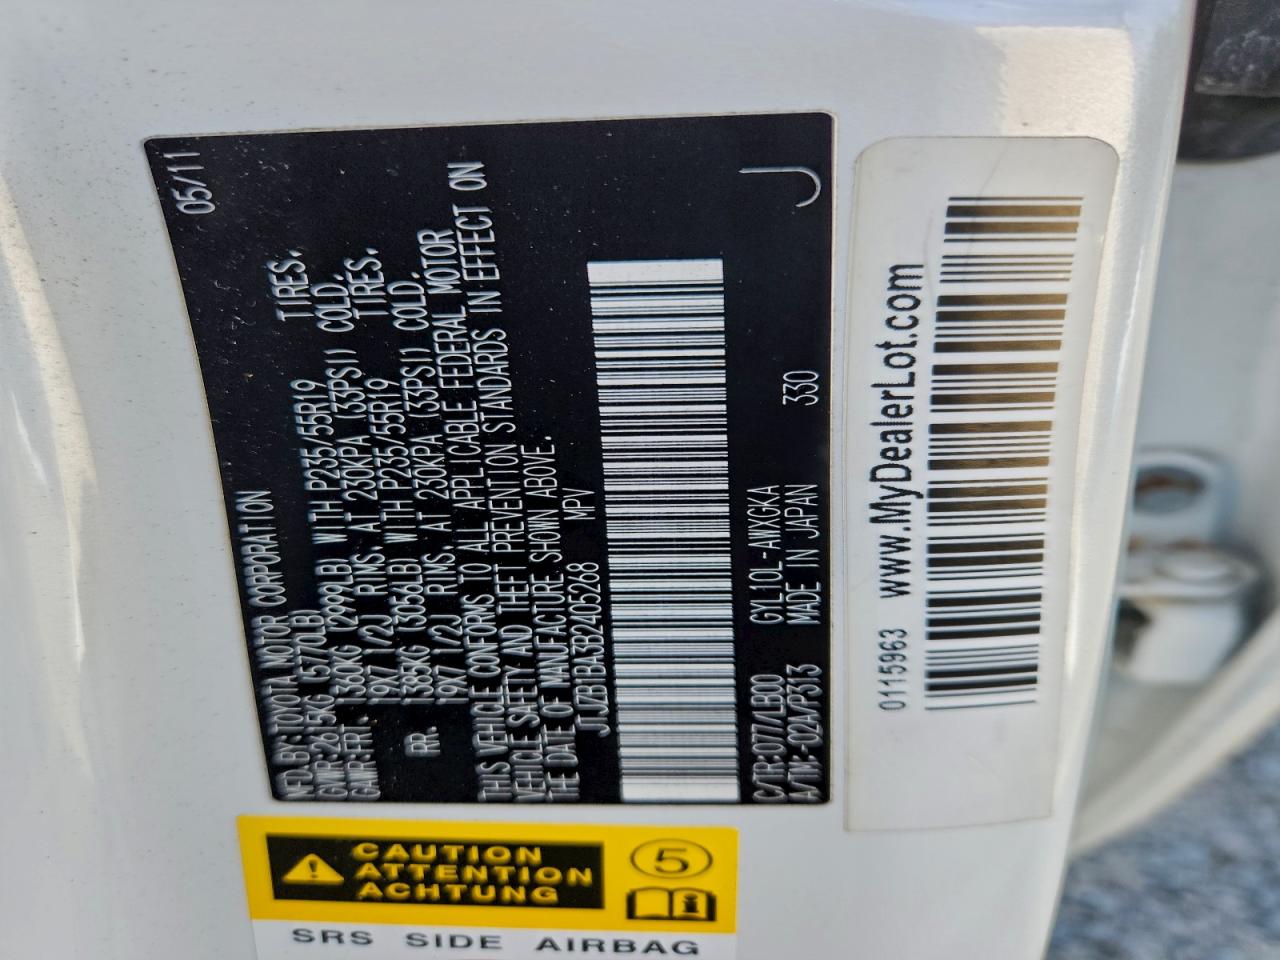 MFD.BY:TOYOTA MOTOR CORPORATION 05/11
GVWR:2615KG (5770LB)
GAWR:FRT. 1360KG (2999LB) WITH P235/55R19 TIRES,
19X7 1/2J RIMS, AT 230KPA (33PSI) COLD.
RR. 1385KG (3056LB) WITH P235/55R19 TIRES,
19X7 1/2J RIMS, AT 230KPA (33PSI) COLD.
THIS VEHICLE CONFORMS TO ALL APPLICABLE FEDERAL MOTOR
VEHICLE SAFETY AND THEFT PREVENTION STANDARDS IN EFFECT ON
THE DATE OF MANUFACTURE SHOWN ABOVE.
JTJZB1BA3B2405268 MPV
C/TR:077/LB00 GYL10L-AWXGKA
A/TM:-02A/P313 MADE IN JAPAN 330 J
0115963 www.MyDealerLot.com
CAUTION
ATTENTION
ACHTUNG
5
SRS SIDE AIRBAG